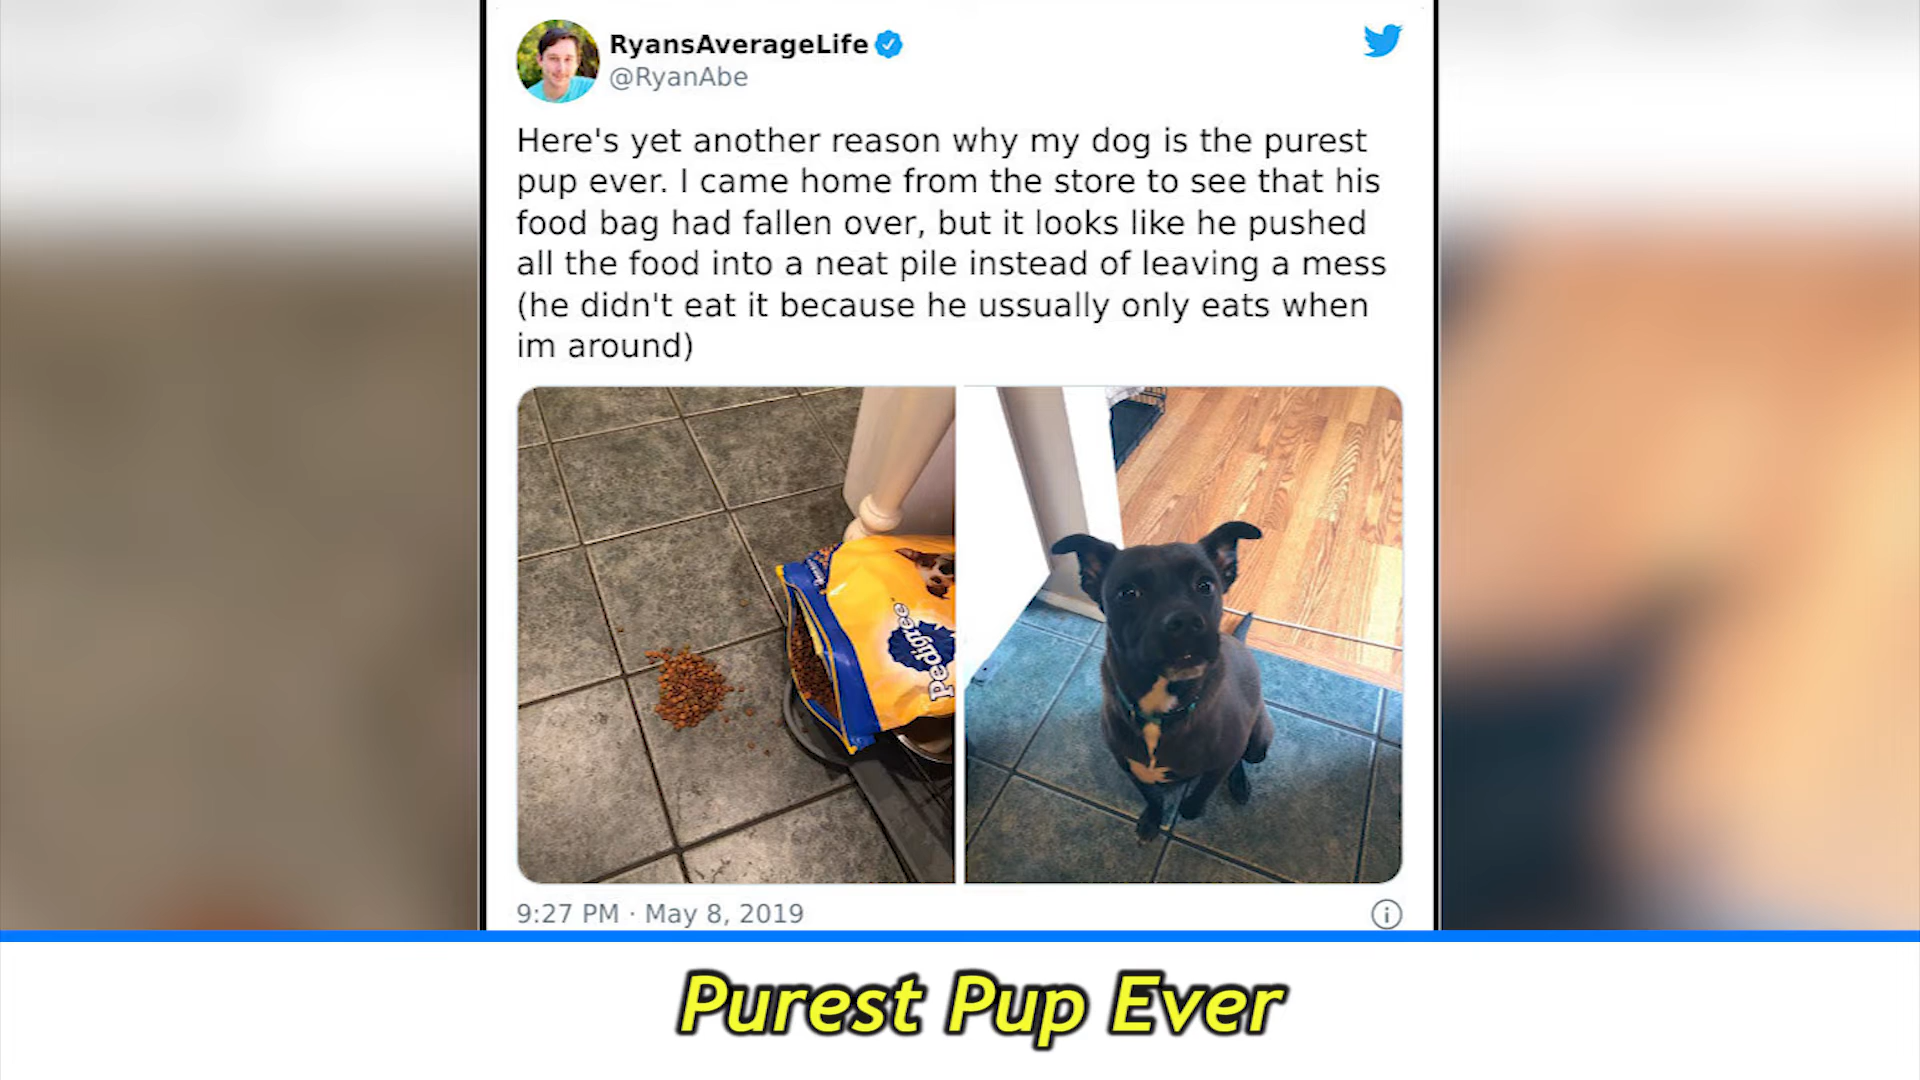 RyansAverageLife
@RyanAbe
Here's yet another reason why my dog is the purest
pup ever. I came home from the store to see that his
food bag had fallen over, but it looks like he pushed
all the food into a neat pile instead of leaving a mess
(he didn't eat it because he ussually only eats when
im around)
Pedigree
9:27 PM · May 8, 2019
Purest Pup Ever